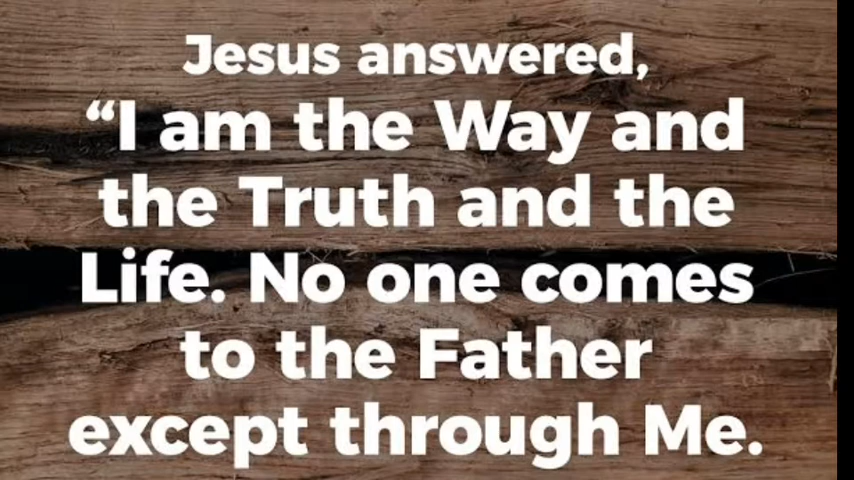 Jesus answered,
“I am the Way and
the Truth and the
Life. No one comes
to the Father
except through Me.